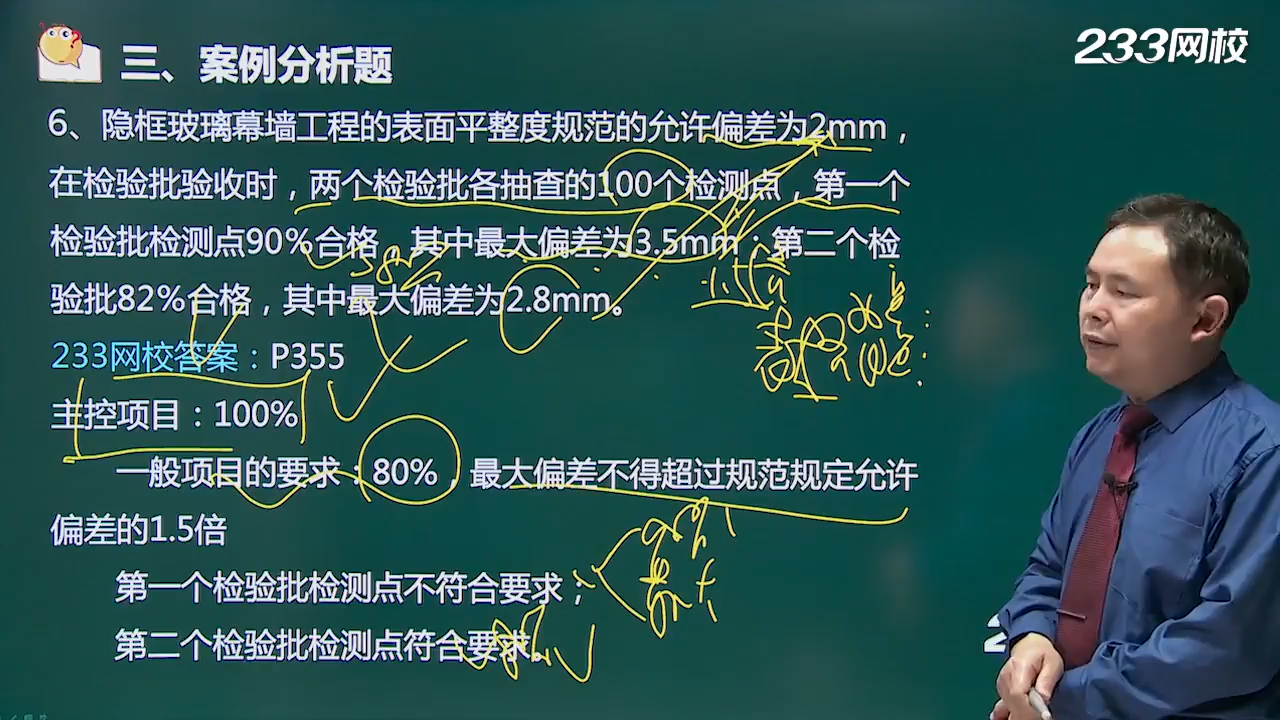 三、案例分析题
233网校
6、隐框玻璃幕墙工程的表面平整度规范的允许偏差为2mm，
在检验批验收时，两个检验批各抽查的100个检测点，第一个
检验批检测点90%合格，其中最大偏差为3.5mm；第二个检
验批82%合格，其中最大偏差为2.8mm。
233网校答案：P355
主控项目：100%
一般项目的要求：80%，最大偏差不得超过规范规定允许
偏差的1.5倍
第一个检验批检测点不符合要求；
第二个检验批检测点符合要求。